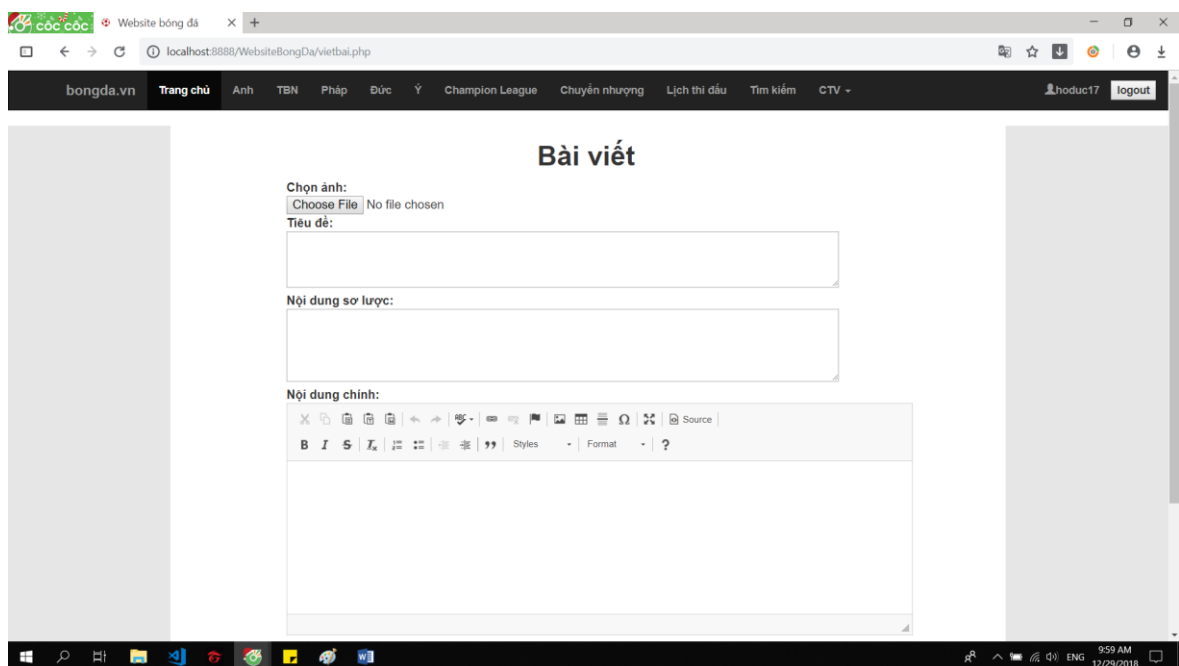 cốc cốc Website bóng đá
localhost:8888/WebsiteBongDa/vietbai.php
bongda.vn Trang chủ Anh TBN Pháp Đức Ý Champion League Chuyển nhượng Lịch thi đấu Tìm kiếm CTV hoduc17 logout
Bài viết
Chọn ảnh:
Choose File No file chosen
Tiêu đề:
Nội dung sơ lược:
Nội dung chính:
Source
B I S Tx Styles Format ?
ENG 9:59 AM
12/29/2018